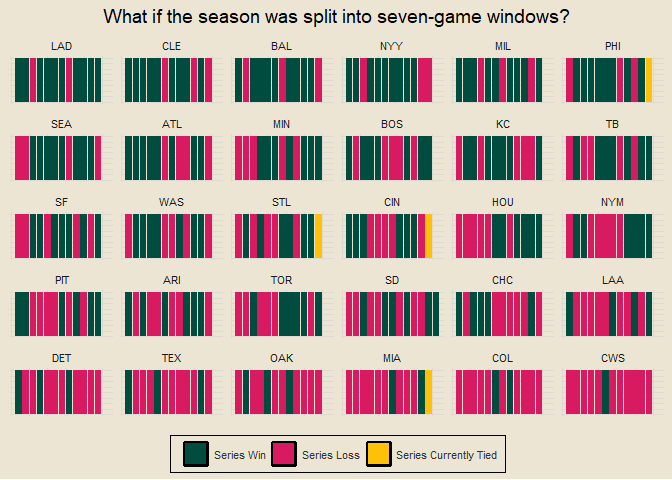 What if the season was split into seven-game windows?
LAD CLE BAL NYY MIL PHI
SEA ATL MIN BOS KC TB
SF WAS STL CIN HOU NYM
PIT ARI TOR SD CHC LAA
DET TEX OAK MIA COL CWS
Series Win Series Loss Series Currently Tied